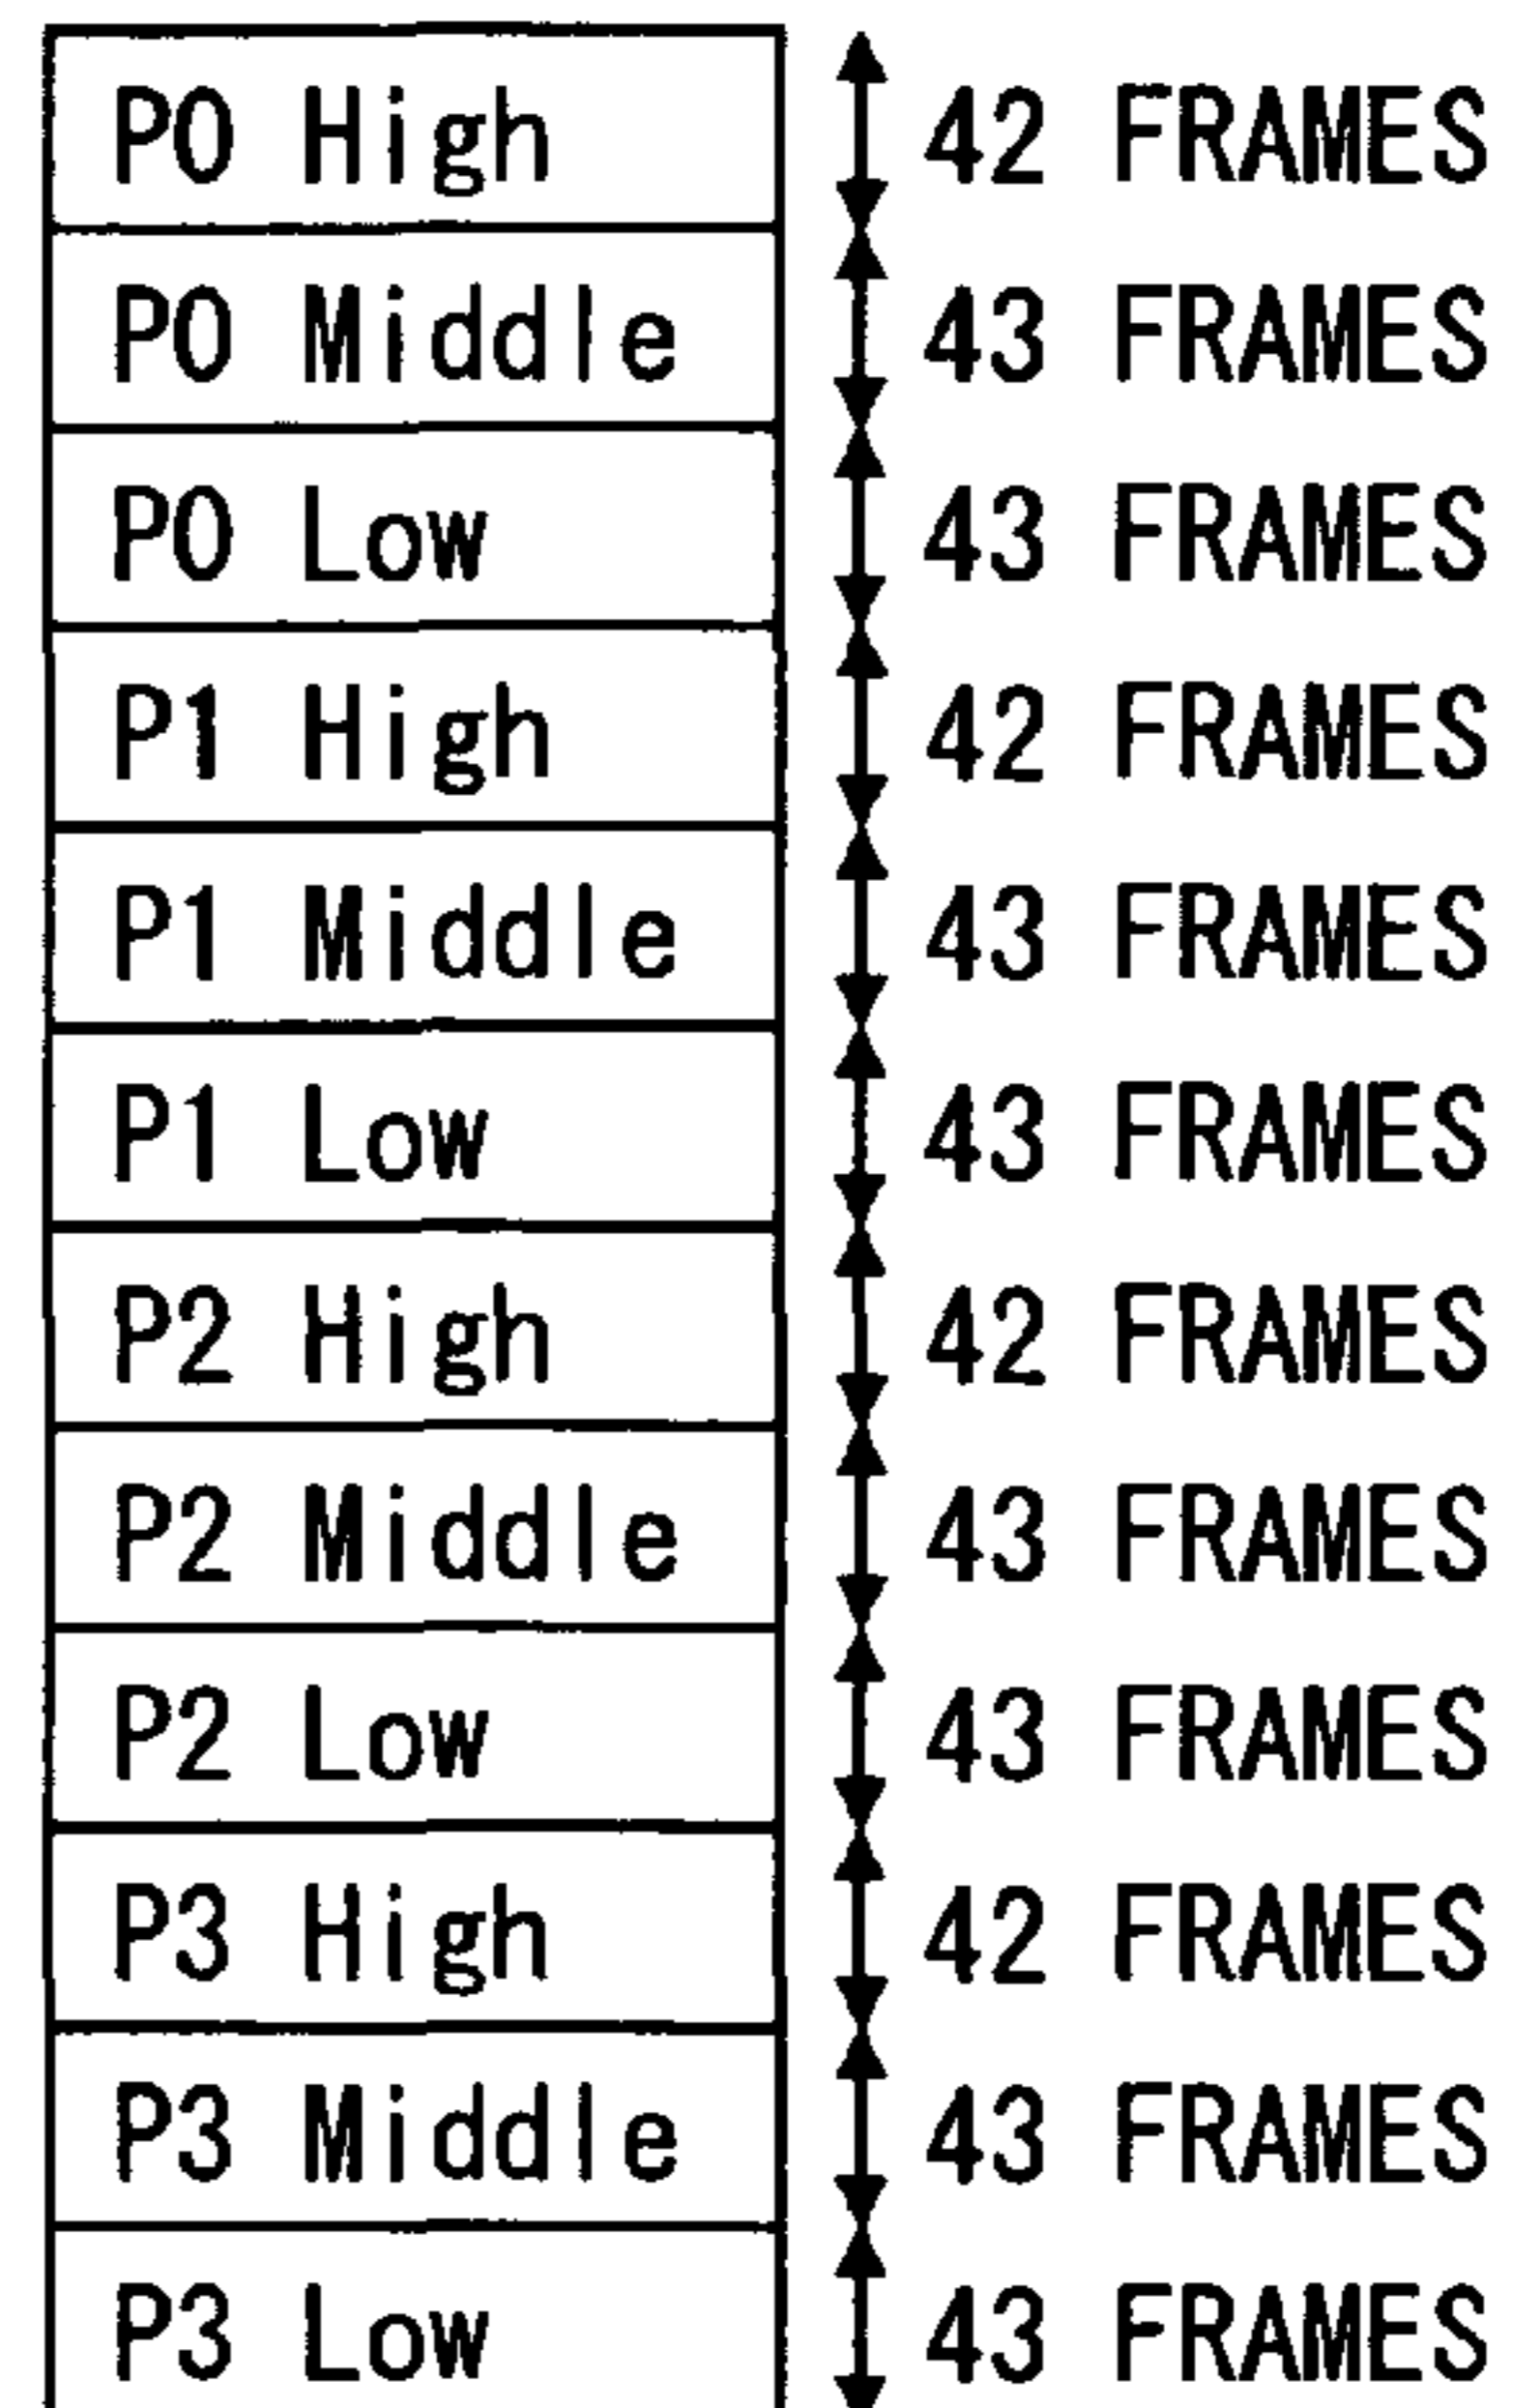 P0 High 42 FRAMES
P0 Middle 43 FRAMES
P0 Low 43 FRAMES
P1 High 42 FRAMES
P1 Middle 43 FRAMES
P1 Low 43 FRAMES
P2 High 42 FRAMES
P2 Middle 43 FRAMES
P2 Low 43 FRAMES
P3 High 42 FRAMES
P3 Middle 43 FRAMES
P3 Low 43 FRAMES